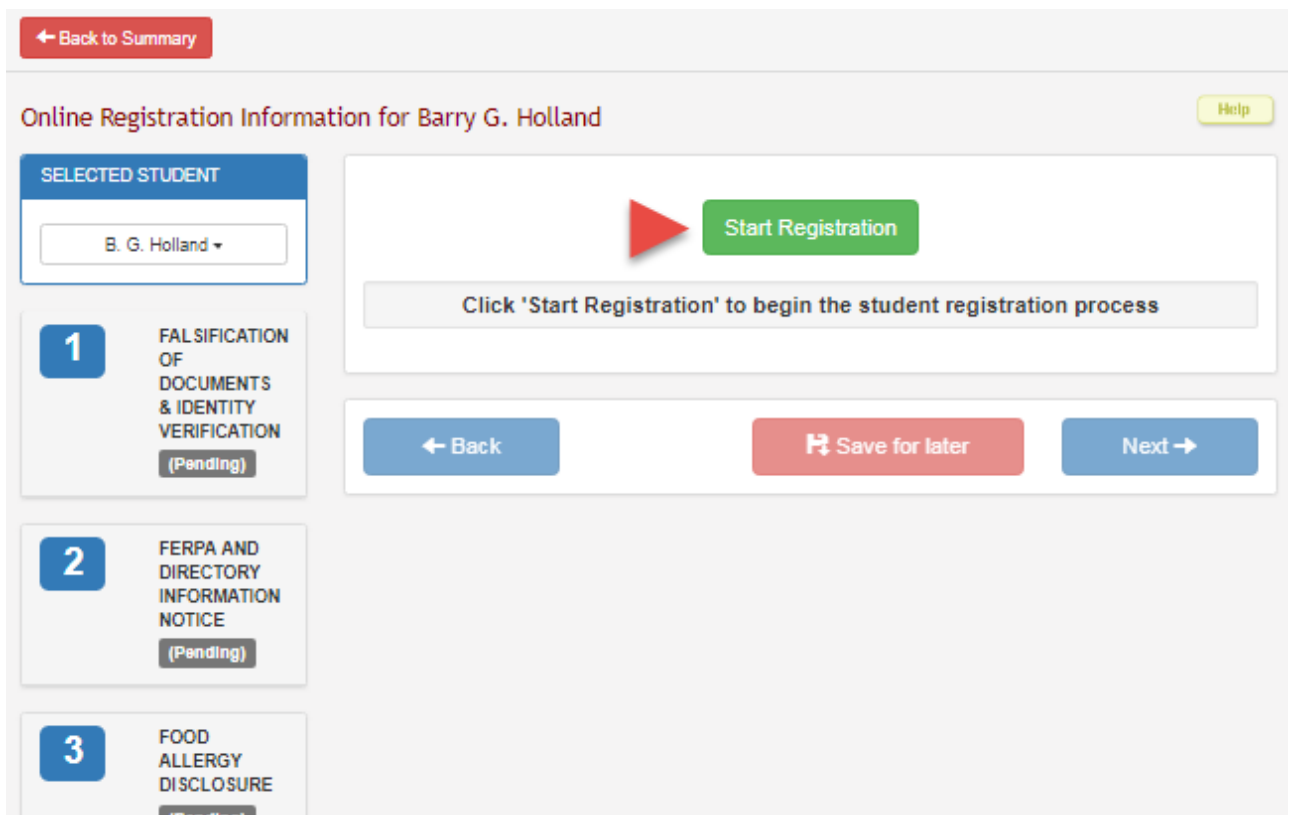 Back to Summary
Online Registration Information for Barry G. Holland
Help
SELECTED STUDENT
B. G. Holland
1
FALSIFICATION
OF
DOCUMENTS
& IDENTITY
VERIFICATION
(Pending)
2
FERPA AND
DIRECTORY
INFORMATION
NOTICE
(Pending)
3
FOOD
ALLERGY
DISCLOSURE
Start Registration
Click 'Start Registration' to begin the student registration process
Back
Save for later
Next